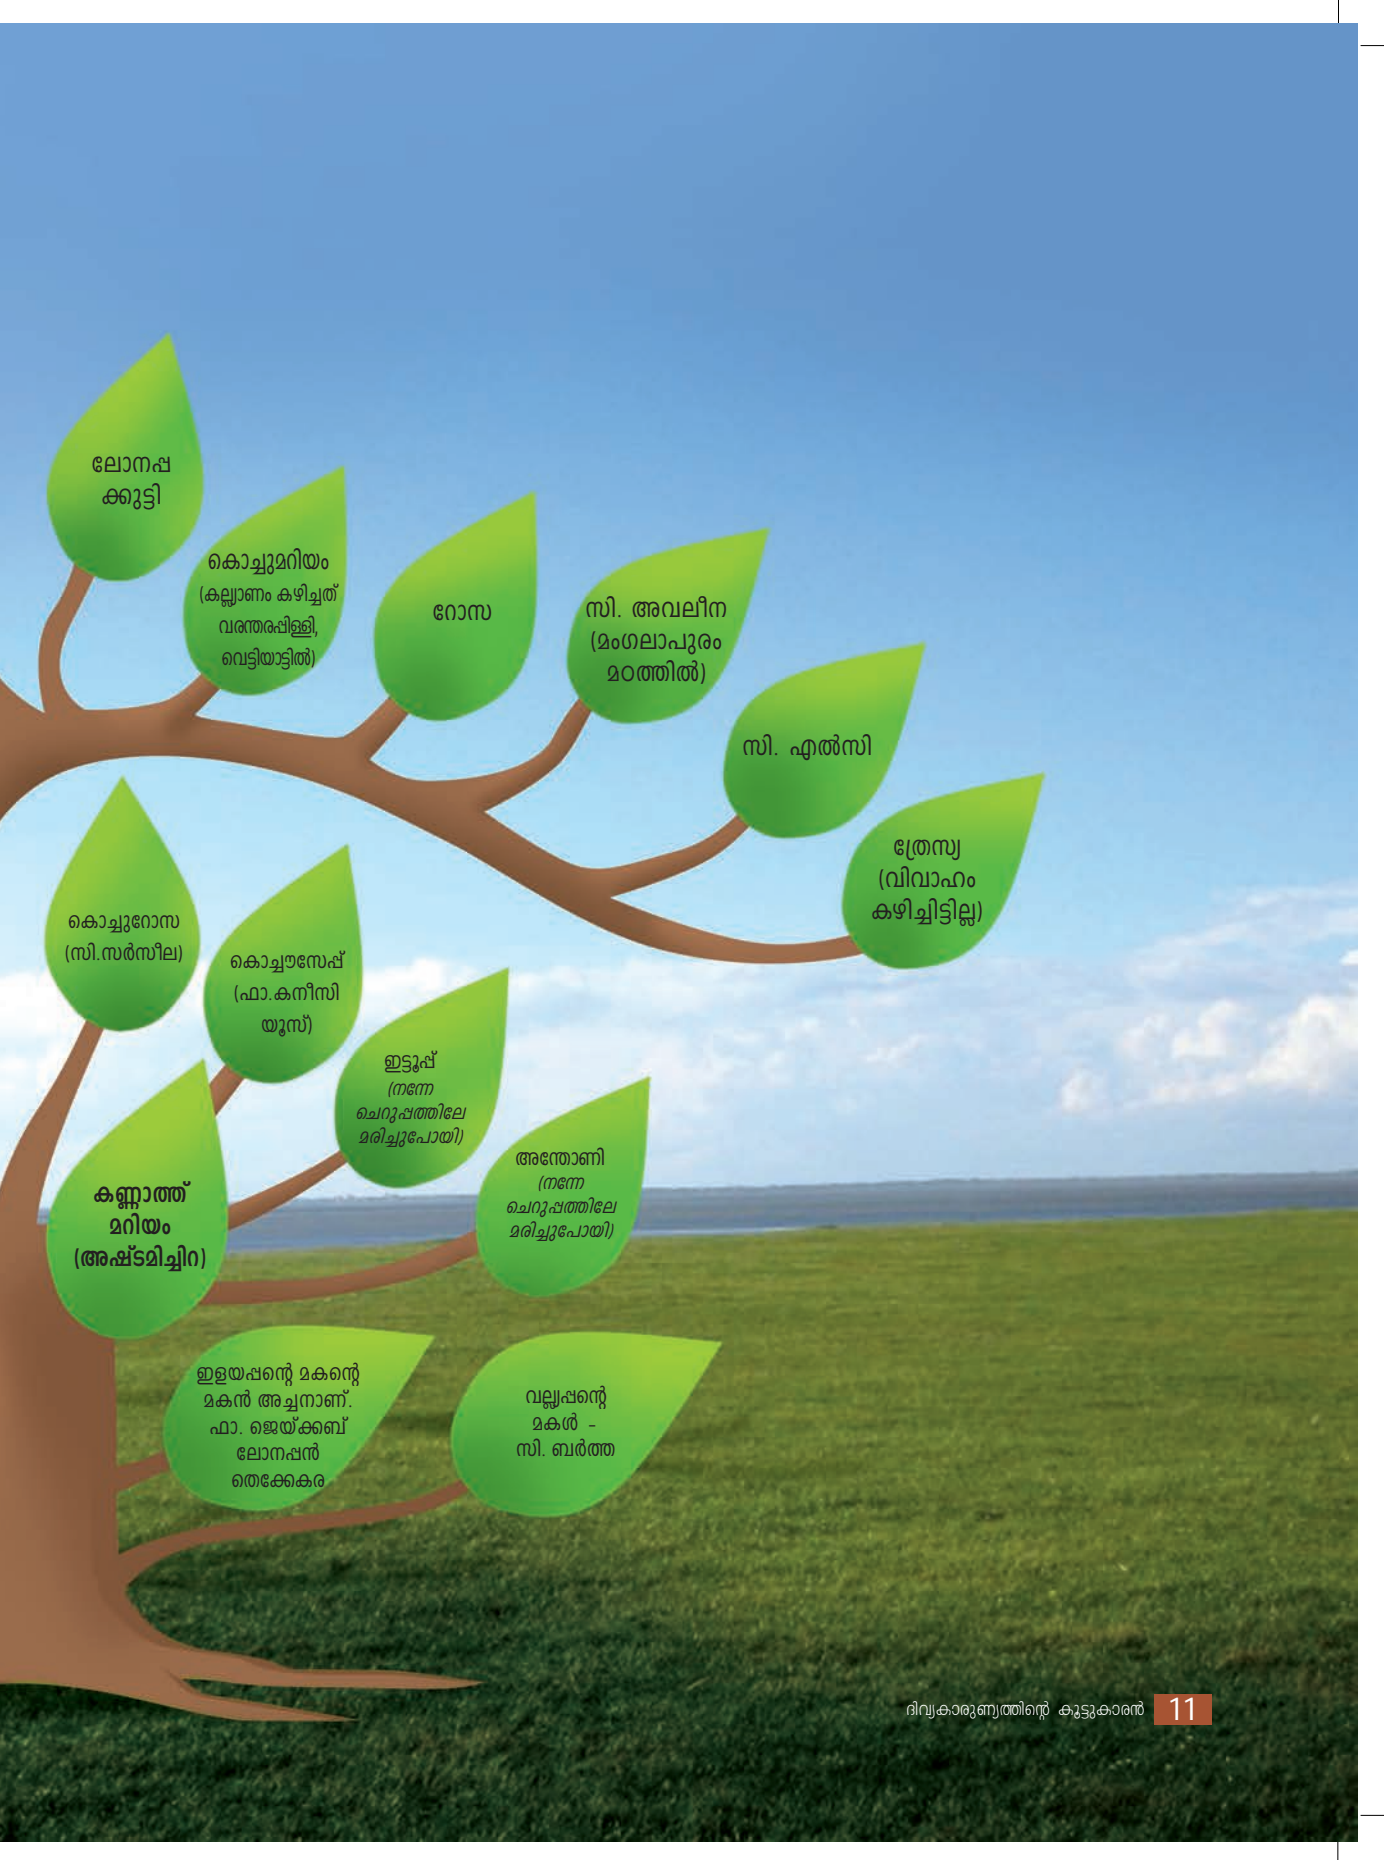 ലോനപ്പ
ക്കുട്ടി
കൊച്ചുമറിയം
(കല്ല്യാണം കഴിച്ചത്
വരന്തരപ്പിള്ളി,
വെട്ടിയാട്ടിൽ)
റോസ
സി. അവലീന
(മംഗലാപുരം
മഠത്തിൽ)
സി. എൽസി
ത്രേസ്യ
(വിവാഹം
കഴിച്ചിട്ടില്ല)
കൊച്ചുറോസ
(സി.സർസീല)
കൊച്ചൗസേപ്പ്
(ഫാ.കനീസി
യൂസ്)
ഇട്ടൂപ്പ്
(നന്നേ
ചെറുപ്പത്തിലേ
മരിച്ചുപോയി)
അന്തോണി
(നന്നേ
ചെറുപ്പത്തിലേ
മരിച്ചുപോയി)
കണ്ണാത്ത്
മറിയം
(അഷ്ടമിച്ചിറ)
ഇളയപ്പന്റെ മകന്റെ
മകൻ അച്ചനാണ്.
ഫാ. ജെയ്ക്കബ്
ലോനപ്പൻ
തെക്കേകര
വല്ല്യപ്പന്റെ
മകൾ -
സി. ബർത്ത
ദിവ്യകാരുണ്യത്തിന്റെ കൂട്ടുകാരൻ 11